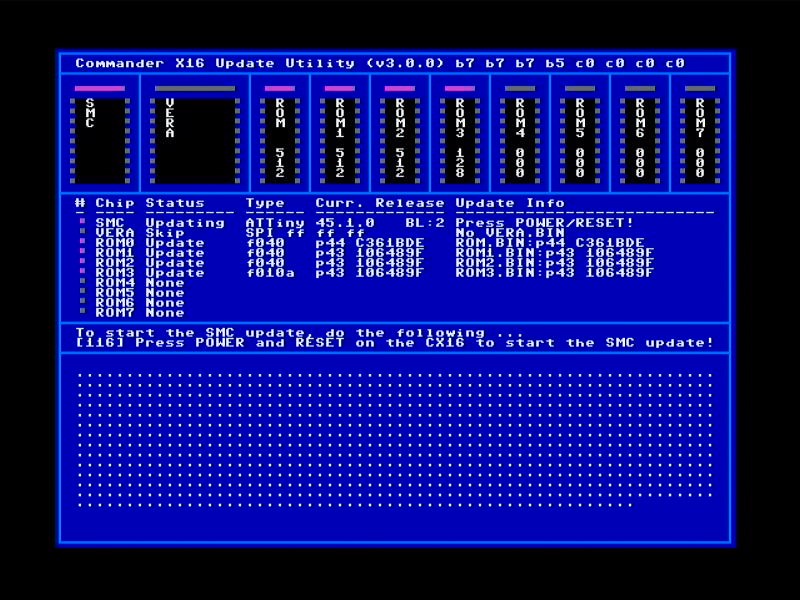 Commander X16 Update Utility (v3.0.0) b7 b7 b7 b5 c0 c0 c0 c0
SMC
VERA
ROM 512
ROM1 512
ROM2 512
ROM3 128
ROM4 000
ROM5 000
ROM6 000
ROM7 000
# Chip Status Type Curr. Release Update Info
- ---- --------- ------ ------------- --------------------------
SMC Updating ATTiny 45.1.0 BL:2 Press POWER/RESET!
VERA Skip SPI ff ff ff No VERA.BIN
ROM0 Update f040 p44 C361BDE ROM.BIN:p44 C361BDE
ROM1 Update f040 p43 106489F ROM1.BIN:p43 106489F
ROM2 Update f040 p43 106489F ROM2.BIN:p43 106489F
ROM3 Update f010a p43 106489F ROM3.BIN:p43 106489F
ROM4 None
ROM5 None
ROM6 None
ROM7 None
To start the SMC update, do the following ...
[116] Press POWER and RESET on the CX16 to start the SMC update!